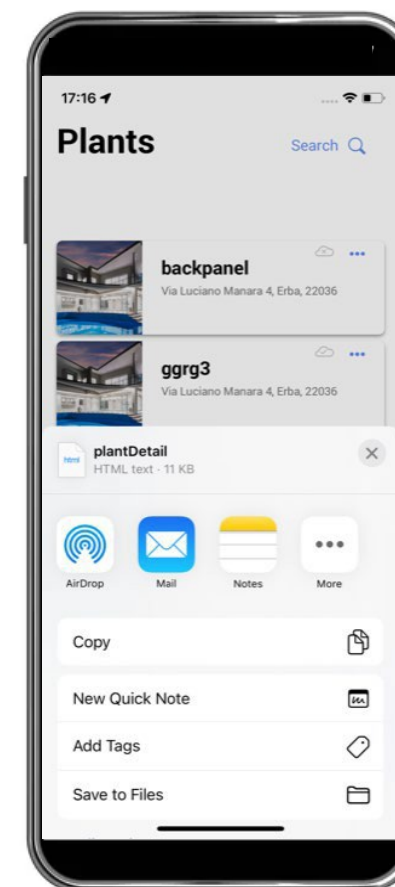 17:16
Plants
Search
backpanel
Via Luciano Manara 4, Erba, 22036
ggrg3
Via Luciano Manara 4, Erba, 22036
html
plantDetail
HTML text · 11 KB
AirDrop
Mail
Notes
More
Copy
New Quick Note
Add Tags
Save to Files